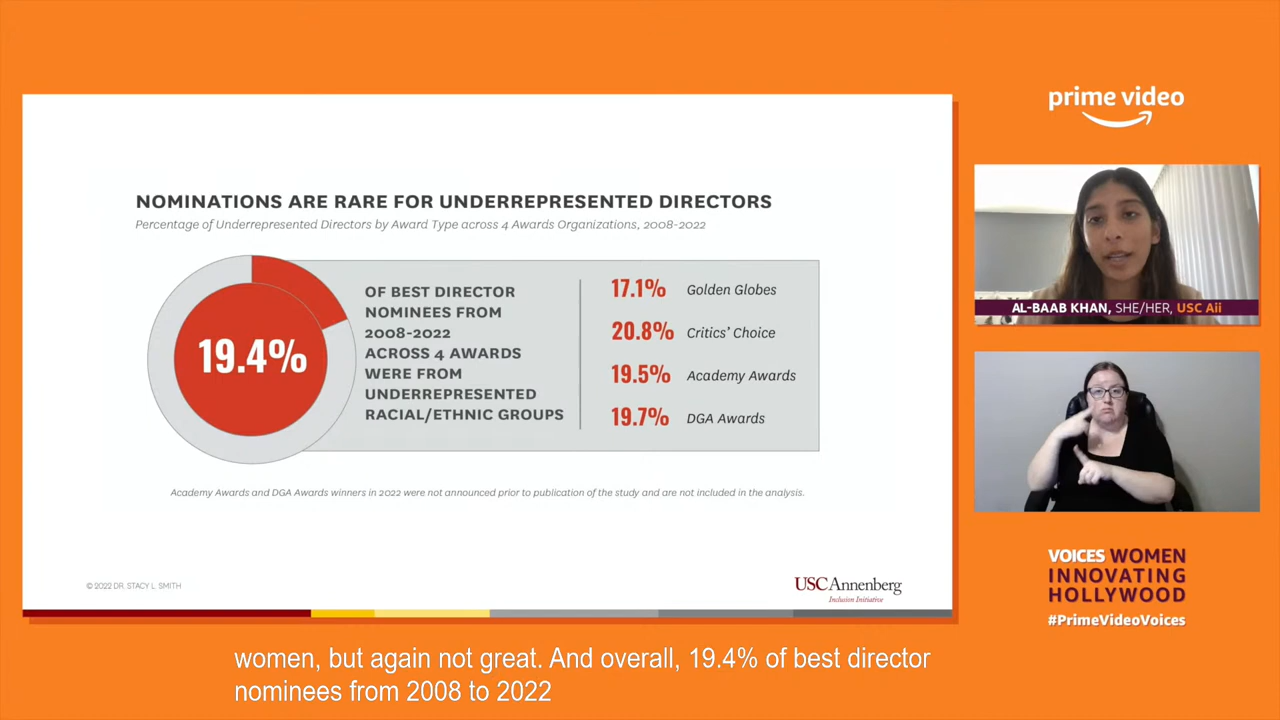 prime video
NOMINATIONS ARE RARE FOR UNDERREPRESENTED DIRECTORS
Percentage of Underrepresented Directors by Award Type across 4 Awards Organizations, 2008-2022
19.4%
OF BEST DIRECTOR
NOMINEES FROM
2008-2022
ACROSS 4 AWARDS
WERE FROM
UNDERREPRESENTED
RACIAL/ETHNIC GROUPS
17.1% Golden Globes
20.8% Critics' Choice
19.5% Academy Awards
19.7% DGA Awards
Academy Awards and DGA Awards winners in 2022 were not announced prior to publication of the study and are not included in the analysis.
© 2022 DR. STACY L. SMITH
USC Annenberg
Inclusion Initiative
AL-BAAB KHAN, SHE/HER, USC Aii
VOICES WOMEN
INNOVATING
HOLLYWOOD
#PrimeVideoVoices
women, but again not great. And overall, 19.4% of best director
nominees from 2008 to 2022